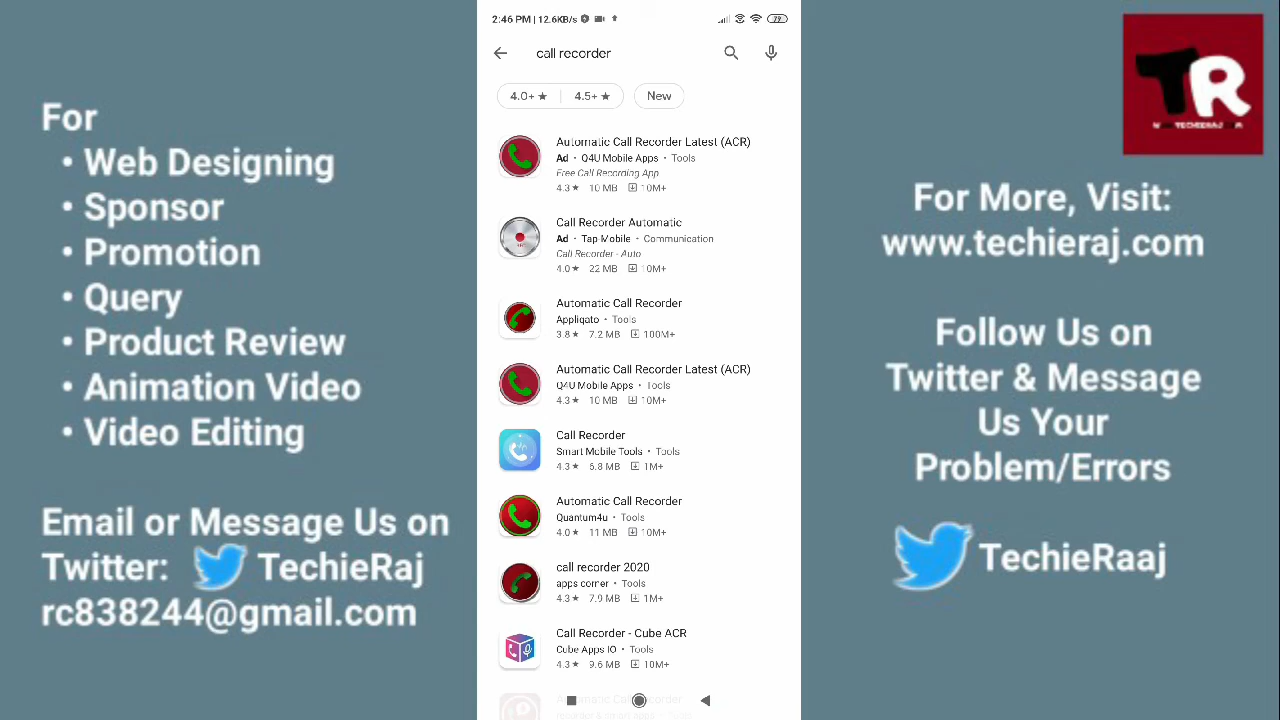 For
• Web Designing
• Sponsor
• Promotion
• Query
• Product Review
• Animation Video
• Video Editing
Email or Message Us on
Twitter: TechieRaj
rc838244@gmail.com
2:46 PM | 12.6KB/s
79
call recorder
4.0+ ★ 4.5+ ★ New
Automatic Call Recorder Latest (ACR)
Ad • Q4U Mobile Apps • Tools
Free Call Recording App
4.3★ 10 MB 10M+
Call Recorder Automatic
Ad • Tap Mobile • Communication
Call Recorder - Auto
4.0★ 22 MB 10M+
Automatic Call Recorder
Appliqato • Tools
3.8★ 7.2 MB 100M+
Automatic Call Recorder Latest (ACR)
Q4U Mobile Apps • Tools
4.3★ 10 MB 10M+
Call Recorder
Smart Mobile Tools • Tools
4.3★ 6.8 MB 1M+
Automatic Call Recorder
Quantum4u • Tools
4.0★ 11 MB 10M+
call recorder 2020
apps corner • Tools
4.3★ 7.9 MB 1M+
Call Recorder - Cube ACR
Cube Apps IO • Tools
4.3★ 9.6 MB 10M+
Automatic Call Recorder
TR
For More, Visit:
www.techieraj.com
Follow Us on
Twitter & Message
Us Your
Problem/Errors
TechieRaaj